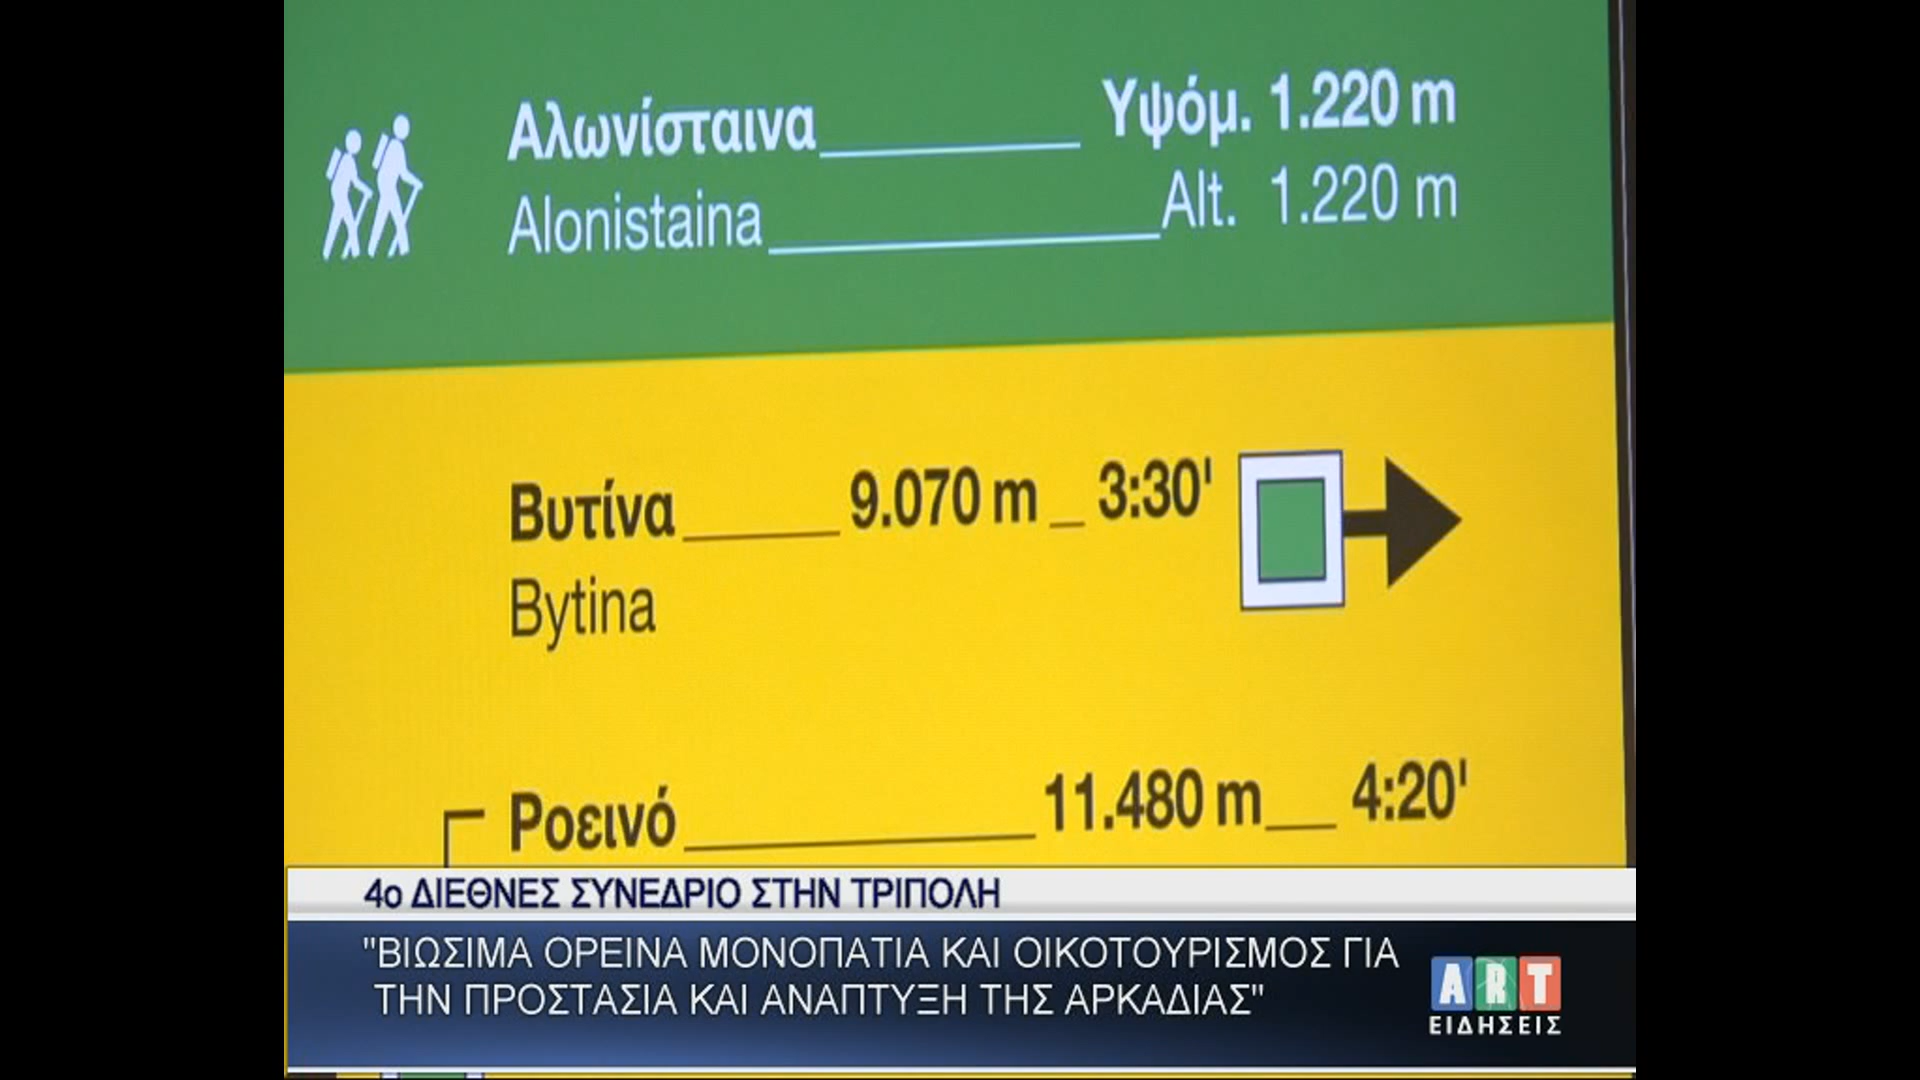 Αλωνίσταινα Υψόμ. 1.220 m
Alonistaina Alt. 1.220 m
Βυτίνα 9.070 m 3:30'
Bytina
Ροεινό 11.480 m 4:20'
4ο ΔΙΕΘΝΕΣ ΣΥΝΕΔΡΙΟ ΣΤΗΝ ΤΡΙΠΟΛΗ
"ΒΙΩΣΙΜΑ ΟΡΕΙΝΑ ΜΟΝΟΠΑΤΙΑ ΚΑΙ ΟΙΚΟΤΟΥΡΙΣΜΟΣ ΓΙΑ
ΤΗΝ ΠΡΟΣΤΑΣΙΑ ΚΑΙ ΑΝΑΠΤΥΞΗ ΤΗΣ ΑΡΚΑΔΙΑΣ"
ART
ΕΙΔΗΣΕΙΣ